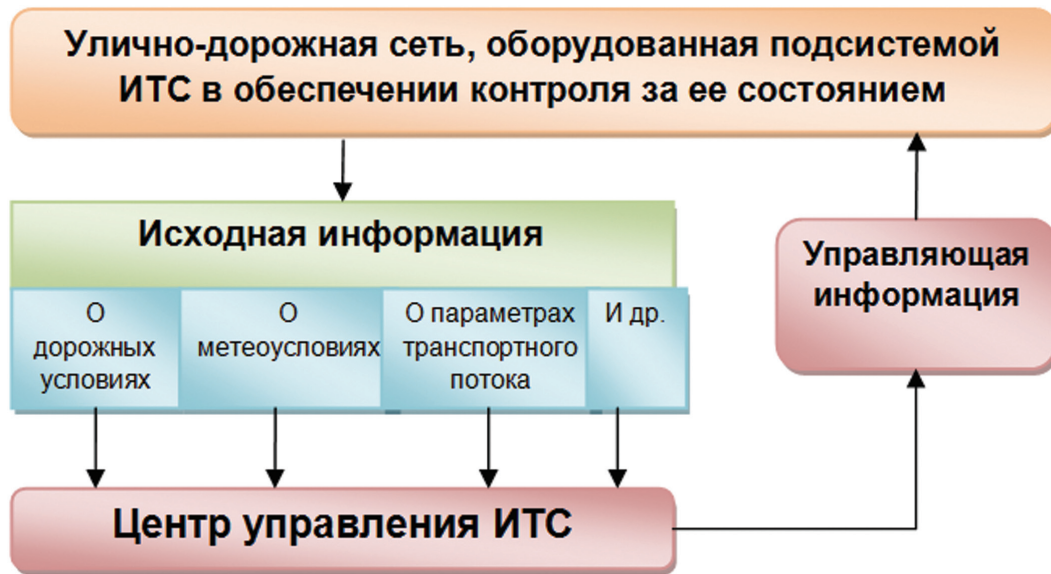 Улично-дорожная сеть, оборудованная подсистемой
ИТС в обеспечении контроля за ее состоянием
Исходная информация
О
дорожных
условиях
О
метеоусловиях
О параметрах
транспортного
потока
И др.
Управляющая
информация
Центр управления ИТС